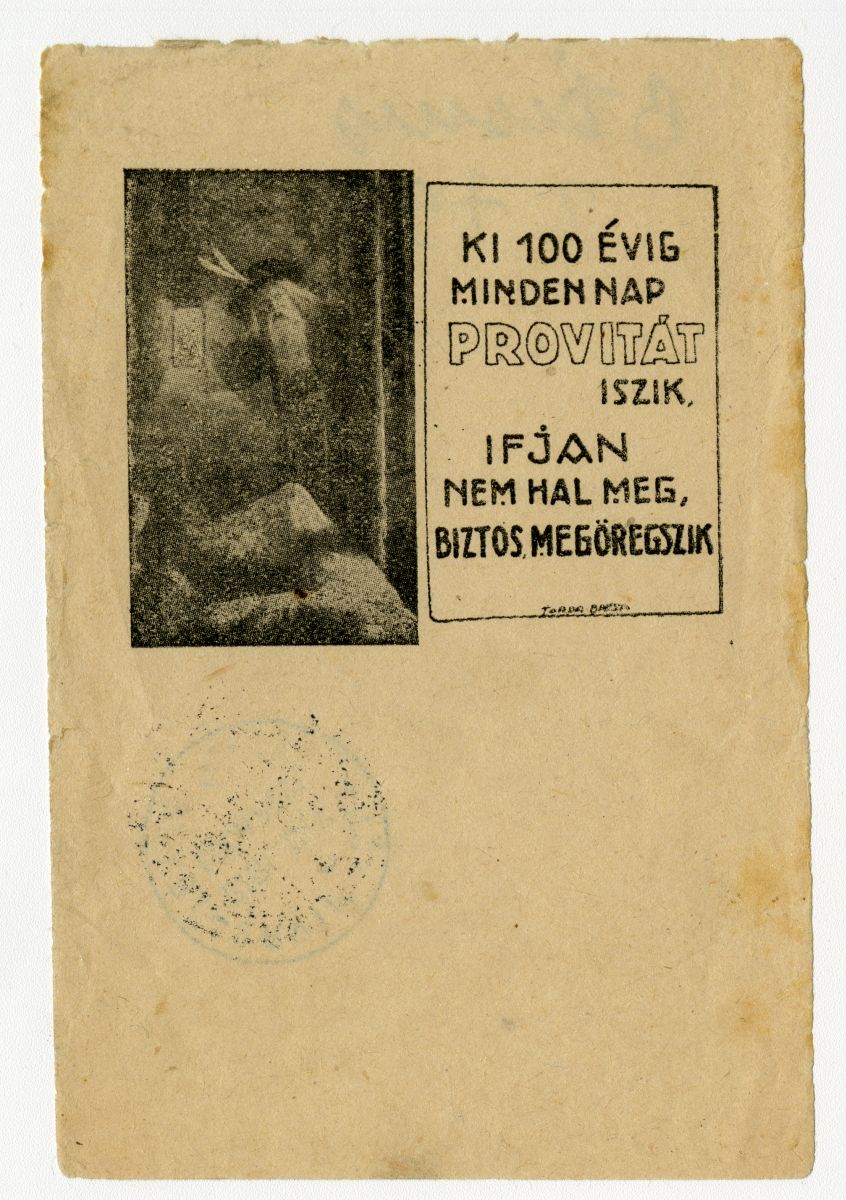 KI 100 ÉVIG
MINDEN NAP
PROVITÁT
ISZIK,
IFJAN
NEM HAL MEG,
BIZTOS, MEGÖREGSZIK